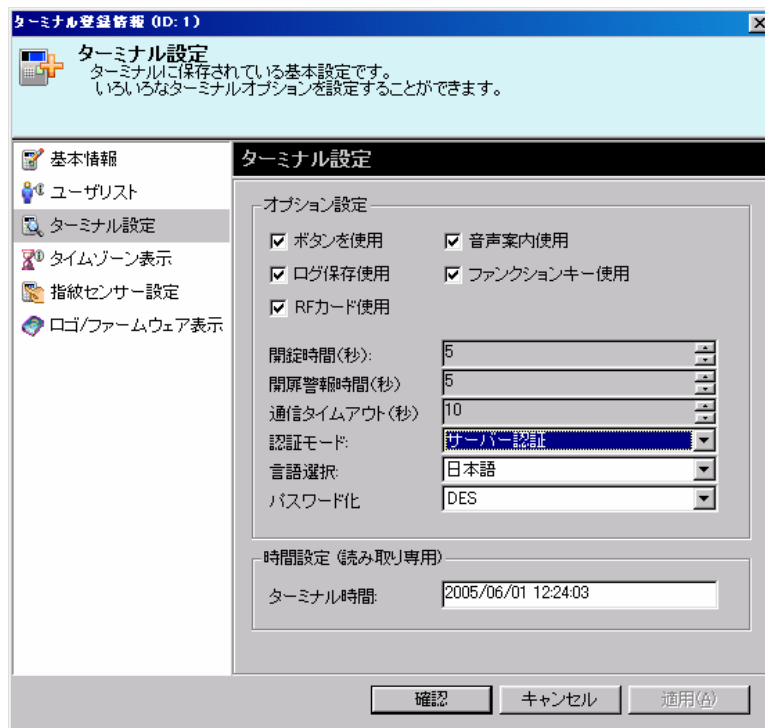 ターミナル登録情報 (ID: 1)
ターミナル設定
ターミナルに保存されている基本設定です。
いろいろなターミナルオプションを設定することができます。
基本情報
ユーザリスト
ターミナル設定
タイムゾーン表示
指紋センサー設定
ロゴ/ファームウェア表示
ターミナル設定
オプション設定
ボタンを使用
音声案内使用
ログ保存使用
ファンクションキー使用
RFカード使用
開錠時間(秒):
5
開扉警報時間(秒)
5
通信タイムアウト(秒)
10
認証モード:
サーバー認証
言語選択:
日本語
パスワード化
DES
時間設定 (読み取り専用)
ターミナル時間:
2005/06/01 12:24:03
確認
キャンセル
適用(A)